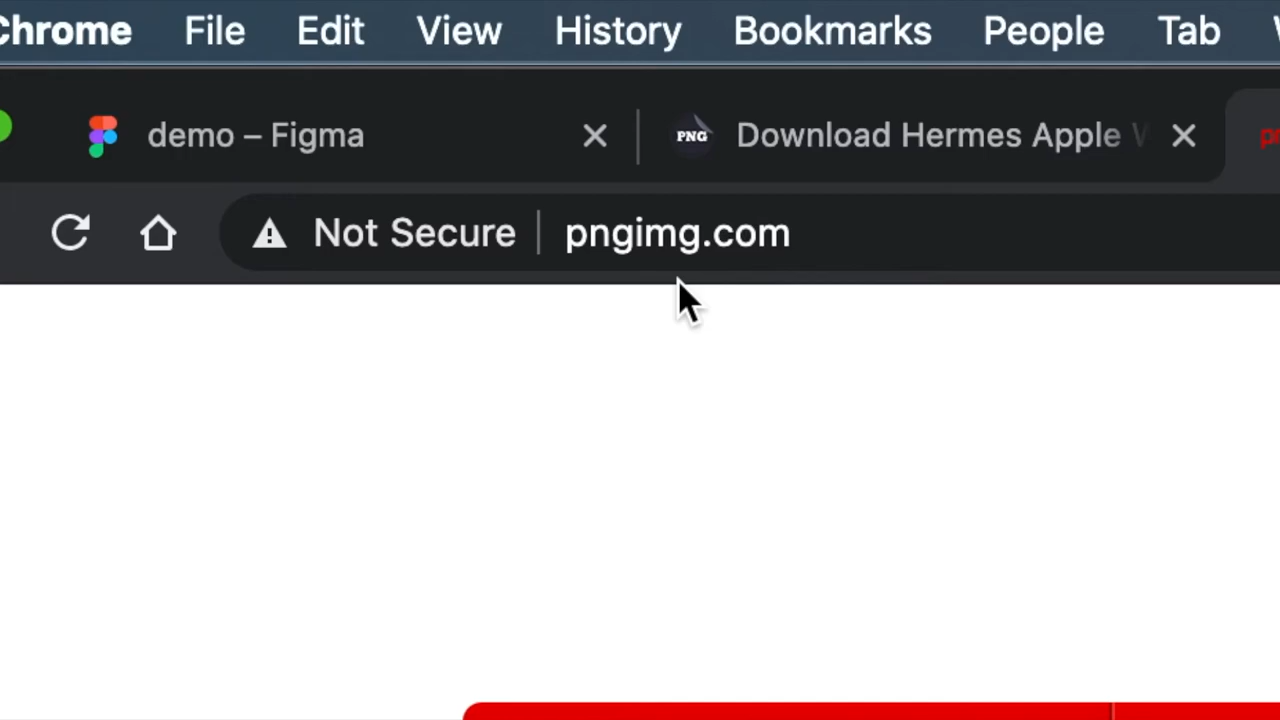 Chrome File Edit View History Bookmarks People Tab
demo – Figma PNG Download Hermes Apple
Not Secure pngimg.com